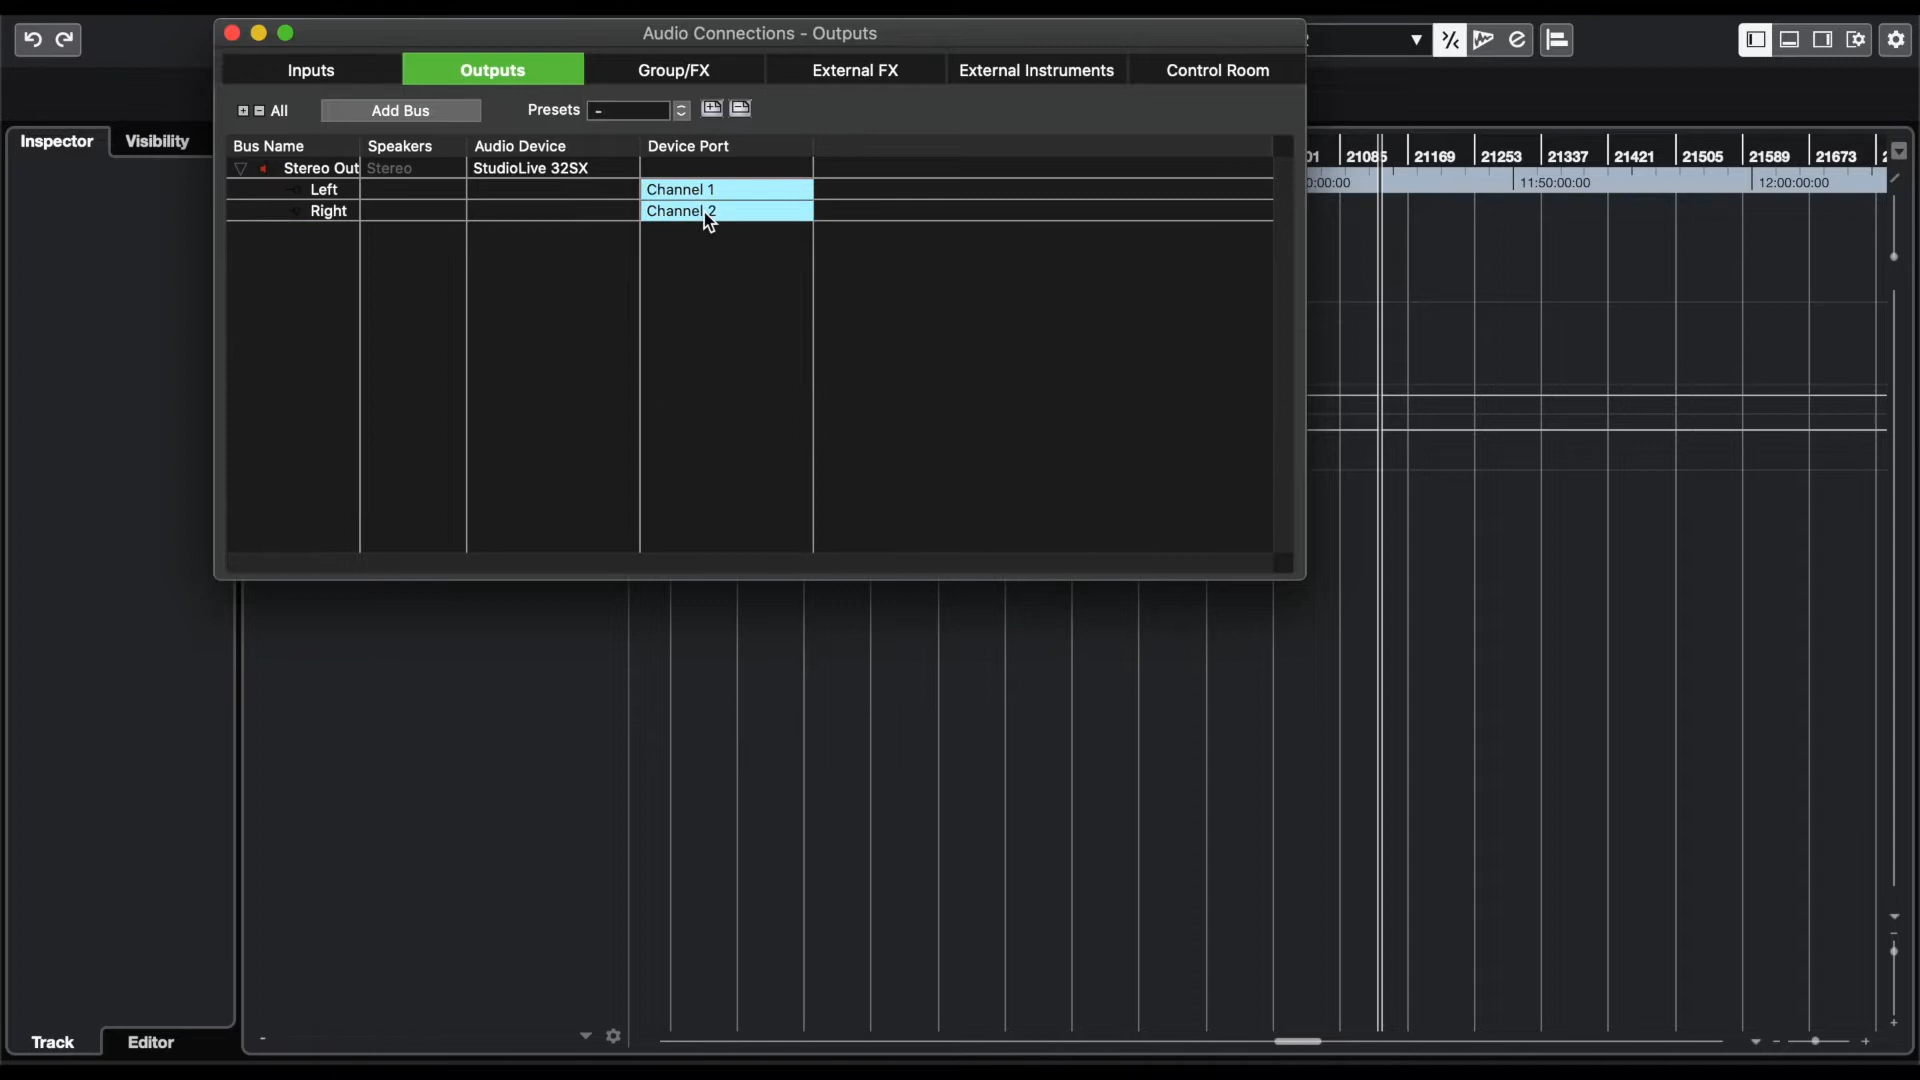 Audio Connections - Outputs
Inputs
Outputs
Group/FX
External FX
External Instruments
Control Room
All
Add Bus
Presets
-
Bus Name
Speakers
Audio Device
Device Port
Stereo Out
Stereo
StudioLive 32SX
Left
Channel 1
Right
Channel 2
Inspector
Visibility
21085
21169
21253
21337
21421
21505
21589
21673
11:50:00:00
12:00:00:00
-
Track
Editor